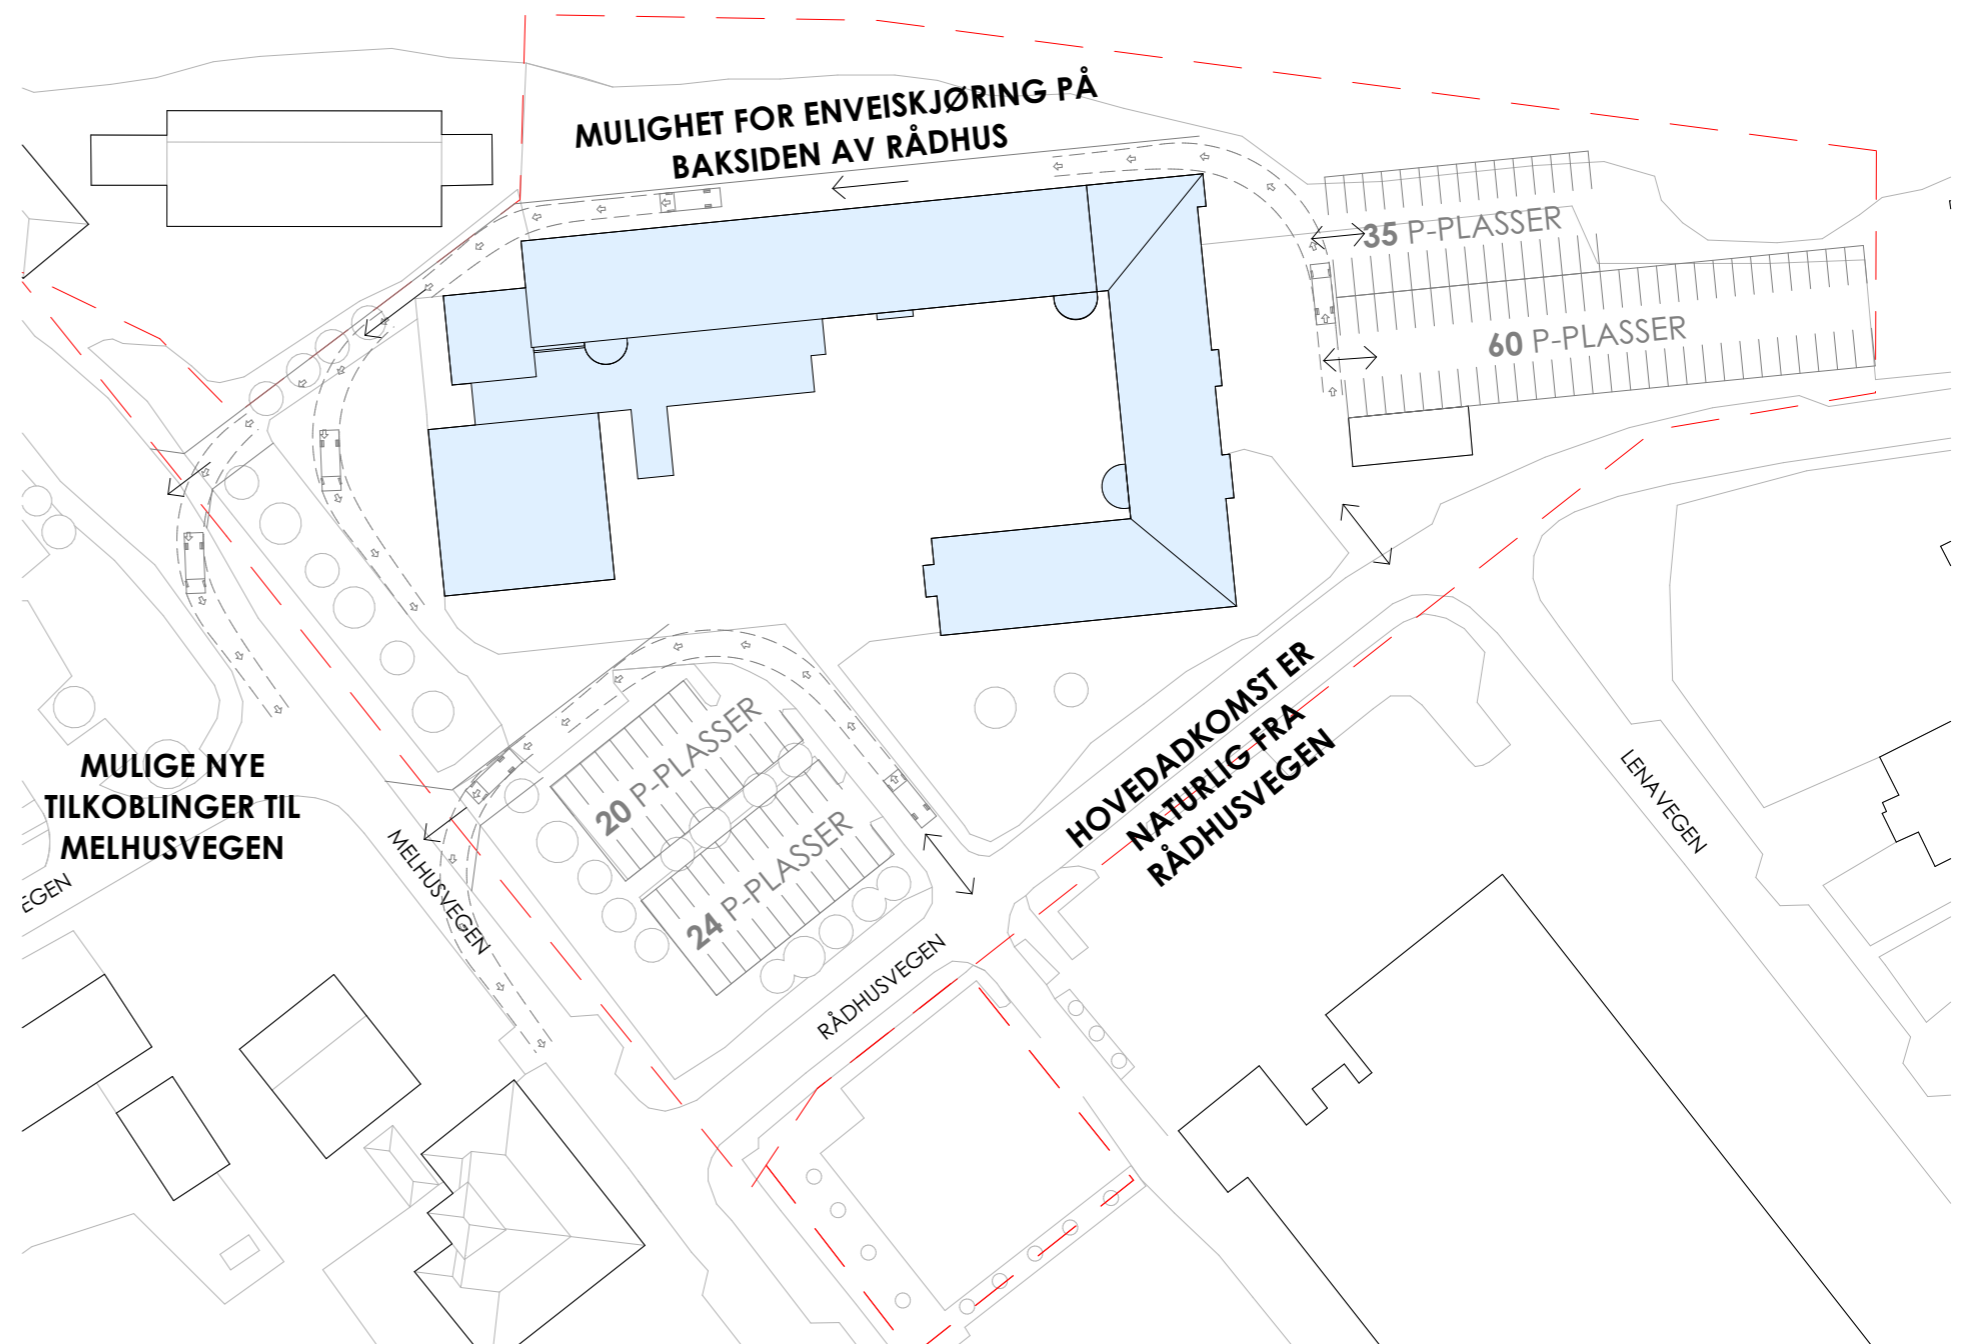 MULIGHET FOR ENVEISKJØRING PÅ
BAKSIDEN AV RÅDHUS
35 P-PLASSER
60 P-PLASSER
HOVEDADKOMST ER
NATURLIG FRA
RÅDHUSVEGEN
MULIGE NYE
TILKOBLINGER TIL
MELHUSVEGEN
20 P-PLASSER
24 P-PLASSER
MELHUSVEGEN
RÅDHUSVEGEN
LENAVEGEN
EGEN